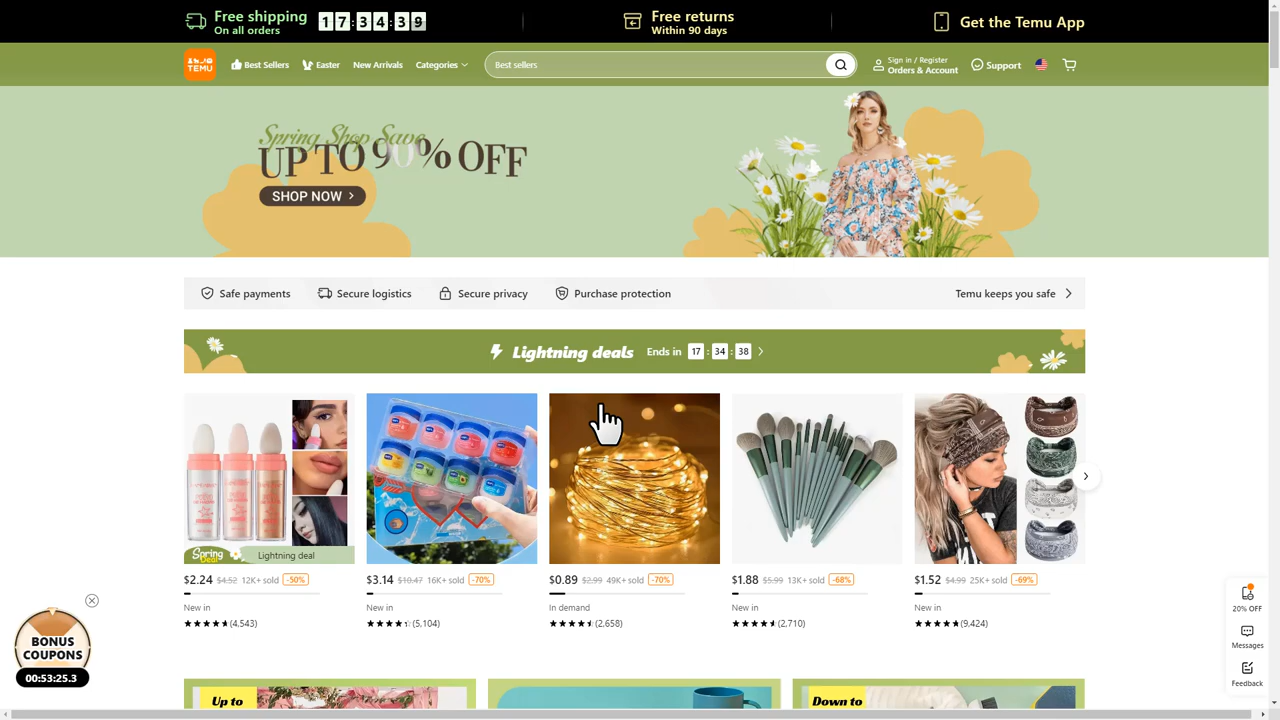 Free shipping
On all orders
17:34:39
Free returns
Within 90 days
Get the Temu App
TEMU
Best Sellers
Easter
New Arrivals
Categories
Best sellers
Sign in / Register
Orders & Account
Support
Spring Shop Save
UP TO 90% OFF
SHOP NOW >
Safe payments
Secure logistics
Secure privacy
Purchase protection
Temu keeps you safe
Lightning deals
Ends in 17 : 34 : 38
Spring Deal
Lightning deal
$2.24 $4.52 12K+ sold -50%
New in
(4,543)
$3.14 $10.47 16K+ sold -70%
New in
(5,104)
$0.89 $2.99 49K+ sold -70%
In demand
(2,658)
$1.88 $5.99 13K+ sold -68%
New in
(2,710)
$1.52 $4.99 25K+ sold -69%
New in
(9,424)
BONUS
COUPONS
00:53:25.3
20% OFF
Messages
Feedback
Up to
Down to